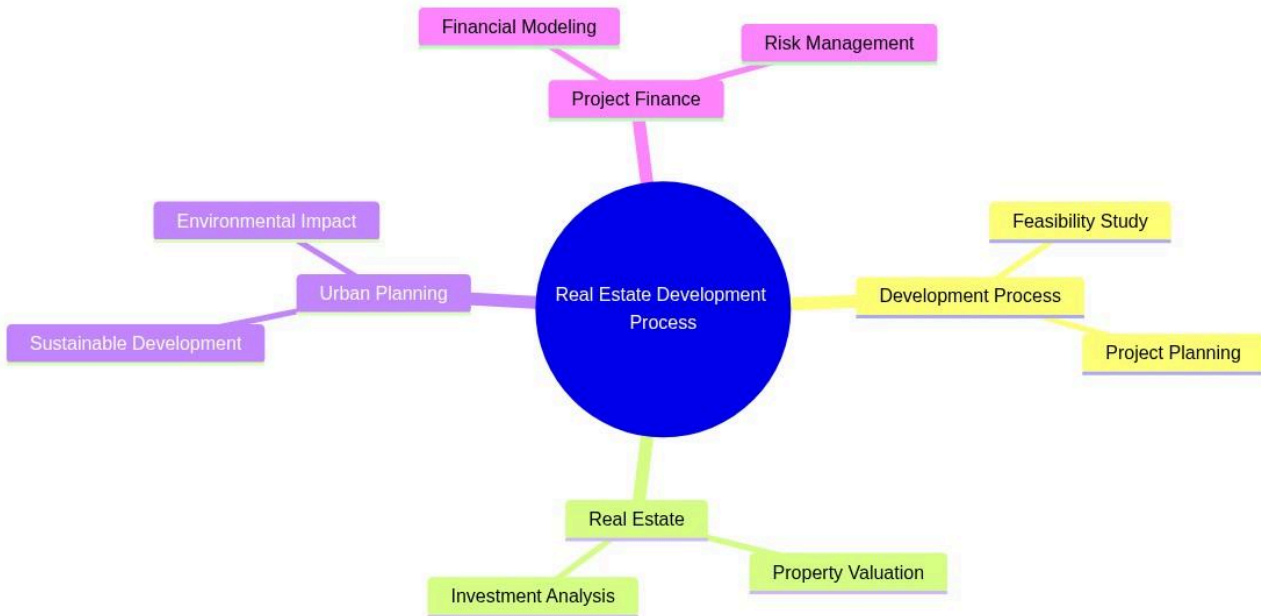 Financial Modeling
Risk Management
Project Finance
Environmental Impact
Feasibility Study
Urban Planning
Real Estate Development
Process
Development Process
Sustainable Development
Project Planning
Real Estate
Property Valuation
Investment Analysis